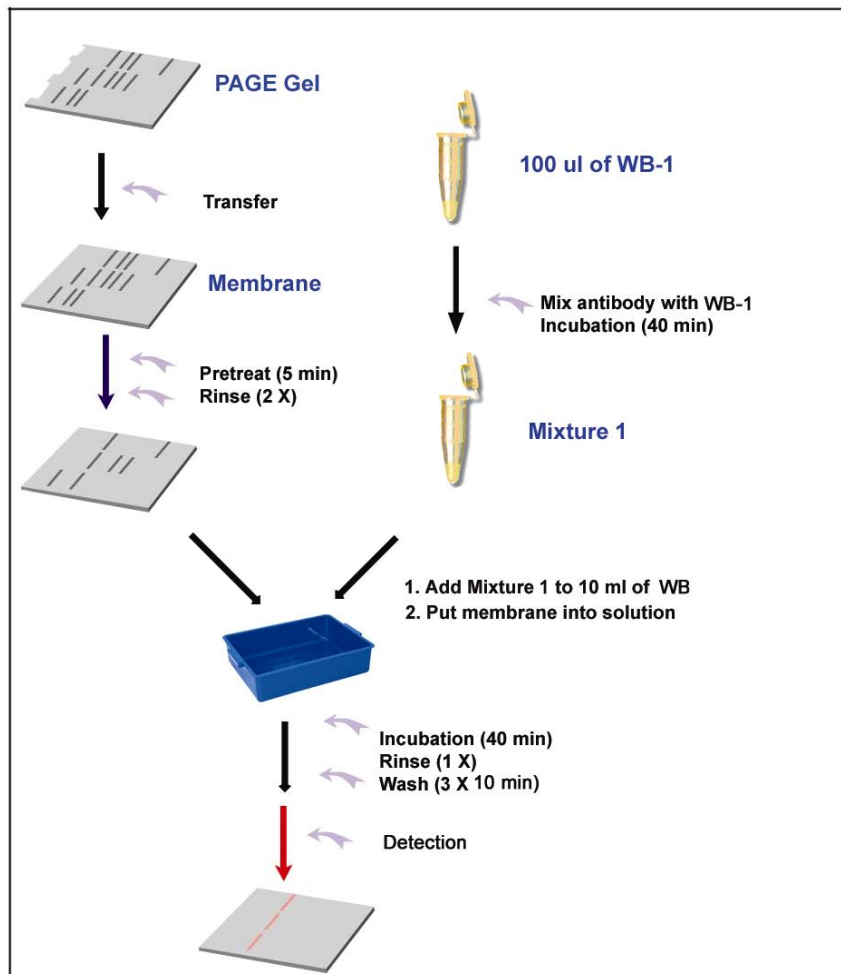 PAGE Gel
Transfer
Membrane
Pretreat (5 min)
Rinse (2 X)
100 ul of WB-1
Mix antibody with WB-1
Incubation (40 min)
Mixture 1
1. Add Mixture 1 to 10 ml of WB
2. Put membrane into solution
Incubation (40 min)
Rinse (1 X)
Wash (3 X 10 min)
Detection